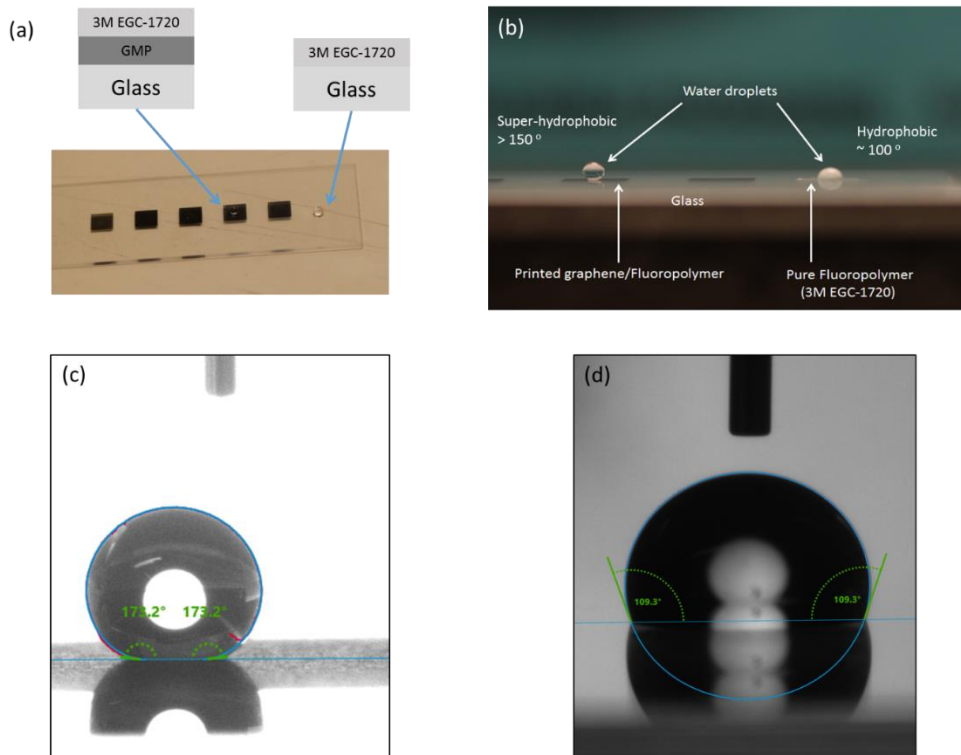 (a)
3M EGC-1720
GMP
Glass
3M EGC-1720
Glass
(b)
Water droplets
Super-hydrophobic
> 150 °
Hydrophobic
~ 100 °
Glass
Printed graphene/Fluoropolymer
Pure Fluoropolymer
(3M EGC-1720)
(c)
173.2° 173.2°
(d)
109.3°
109.3°